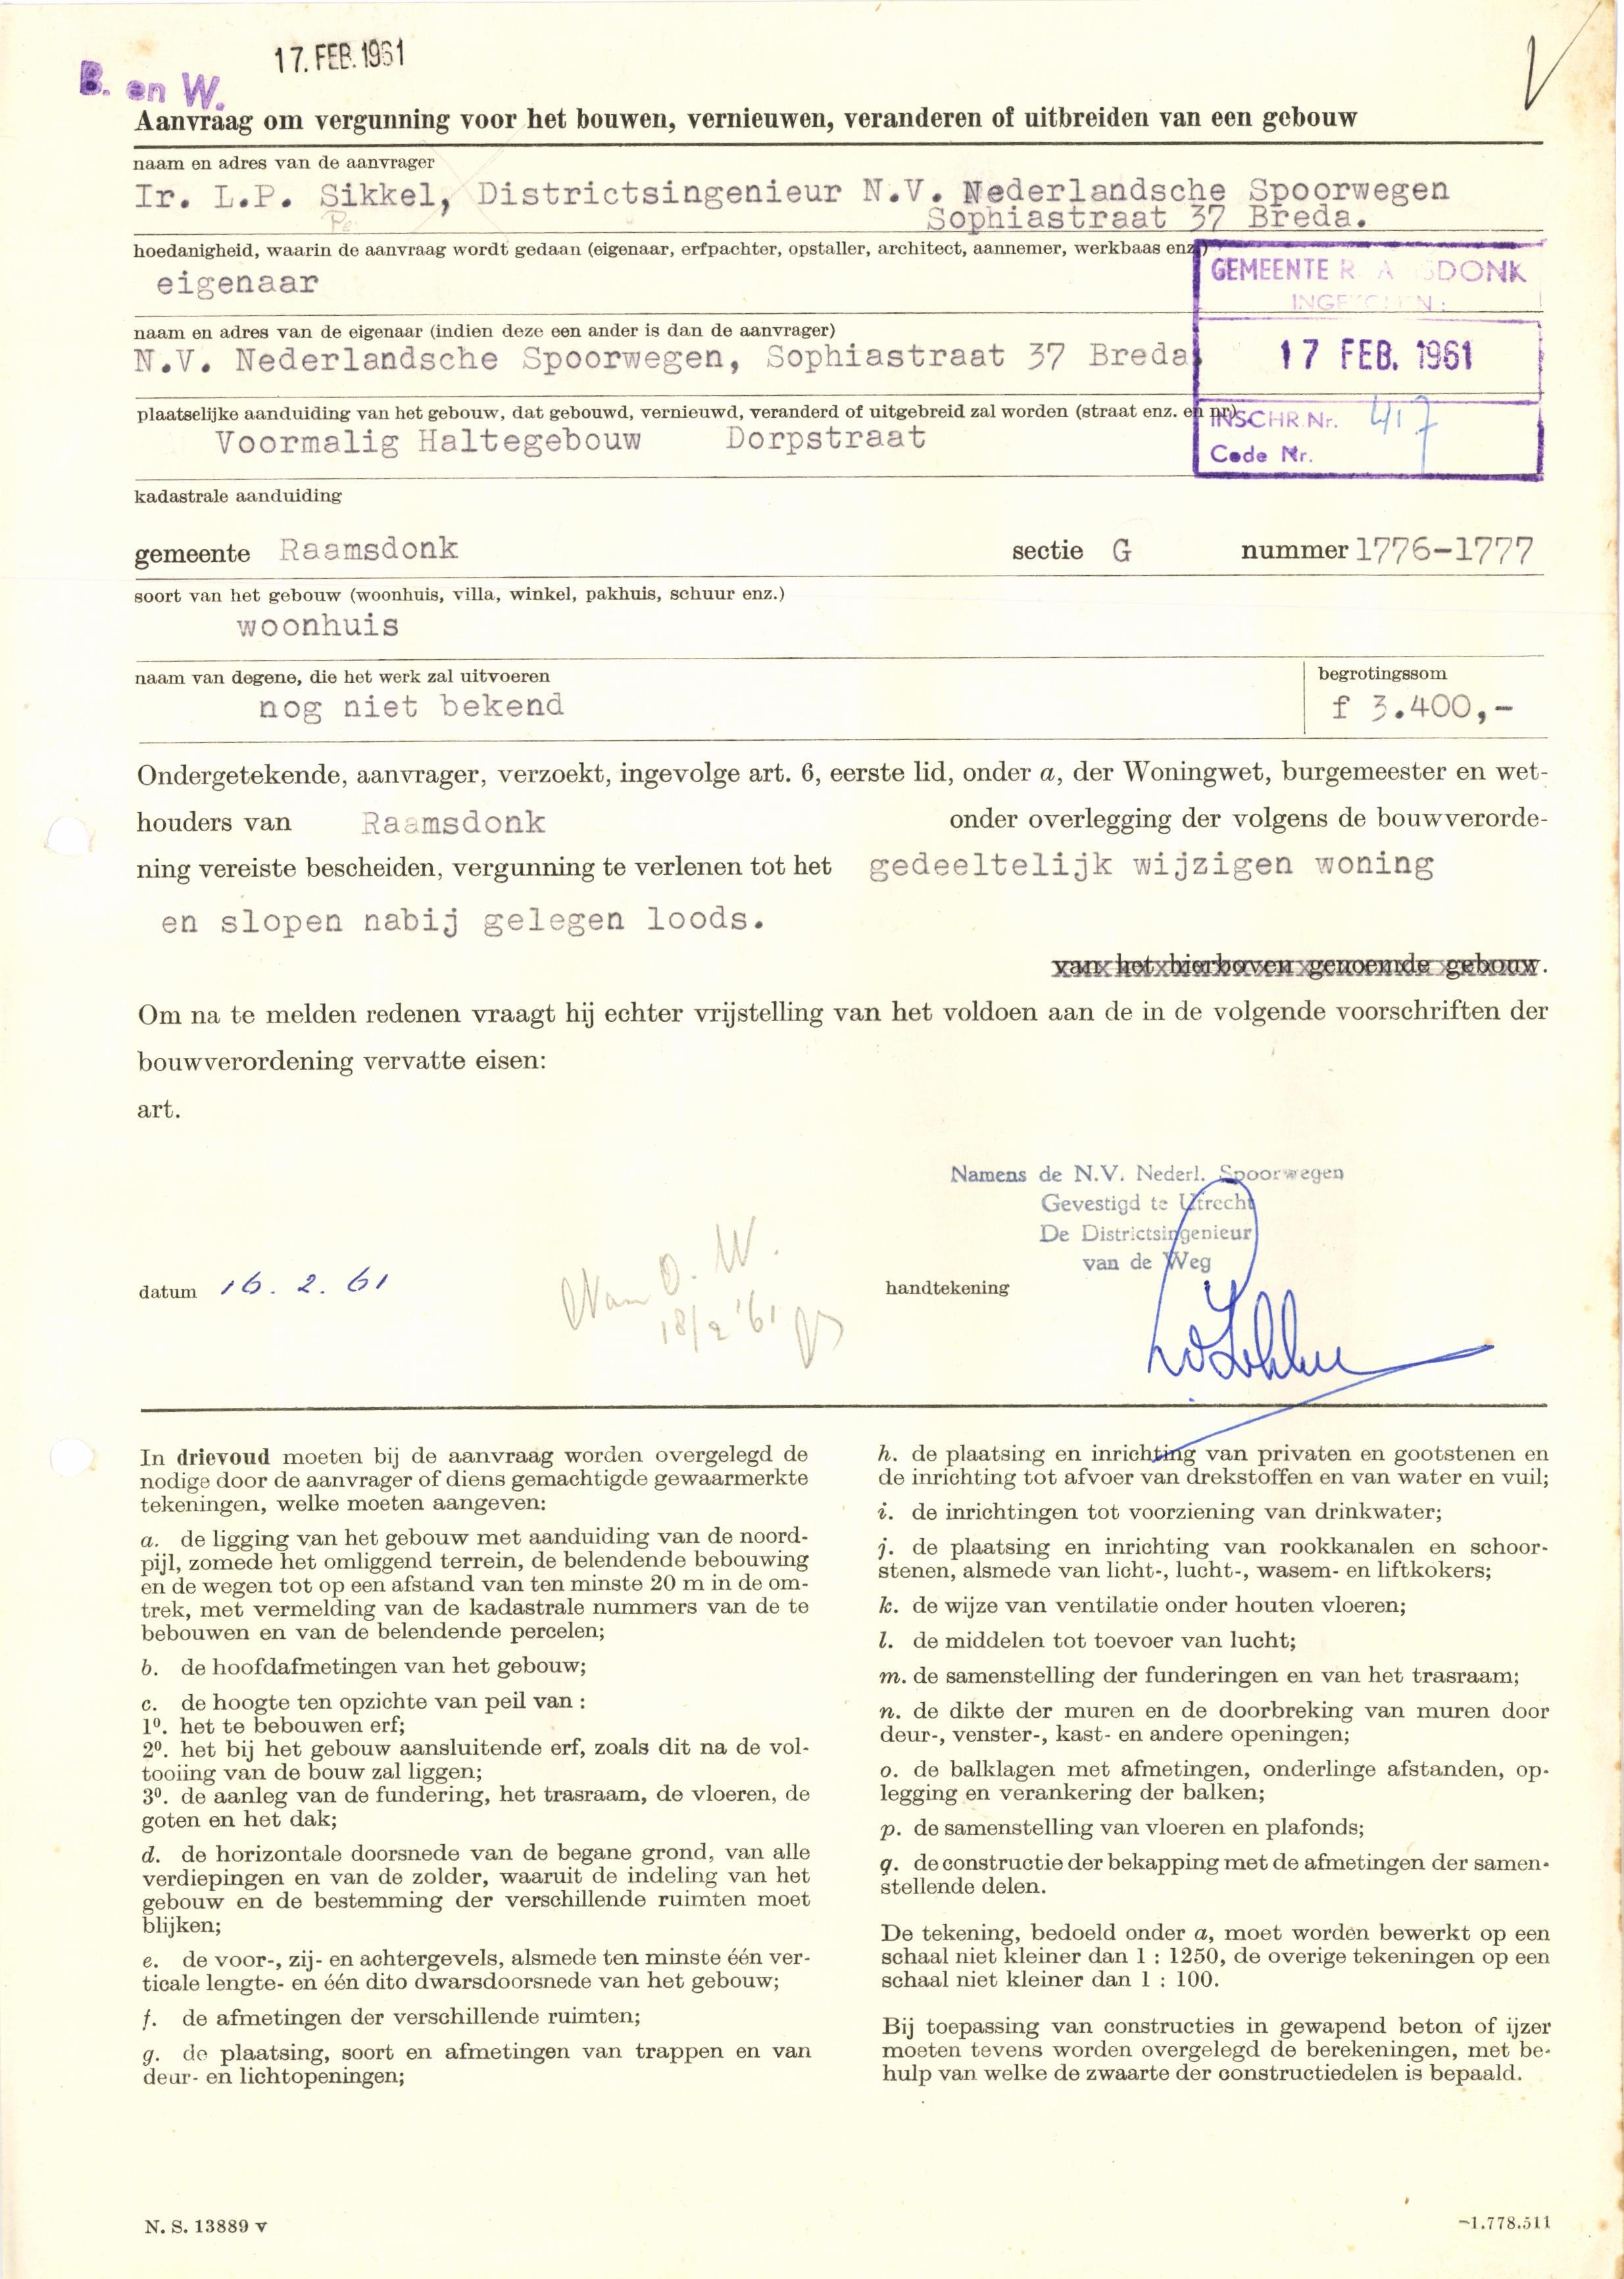 17. FEB. 1961
B. en W.
Aanvraag om vergunning voor het bouwen, vernieuwen, veranderen of uitbreiden van een gebouw
naam en adres van de aanvrager
Ir. L.P. Sikkel, Districtsingenieur N.V. Nederlandsche Spoorwegen
Sophiastraat 37 Breda.
hoedanigheid, waarin de aanvraag wordt gedaan (eigenaar, erfpachter, opstaller, architect, aannemer, werkbaas enz.)
eigenaar
GEMEENTE R A SDONK
naam en adres van de eigenaar (indien deze een ander is dan de aanvrager)
N.V. Nederlandsche Spoorwegen, Sophiastraat 37 Breda
17 FEB. 1961
plaatselijke aanduiding van het gebouw, dat gebouwd, vernieuwd, veranderd of uitgebreid zal worden (straat enz. en nr)
Voormalig Haltegebouw Dorpstraat
INSCHR. Nr. 417
Code Nr.
kadastrale aanduiding
gemeente Raamsdonk sectie G nummer 1776-1777
soort van het gebouw (woonhuis, villa, winkel, pakhuis, schuur enz.)
woonhuis
naam van degene, die het werk zal uitvoeren begrotingssom
nog niet bekend f 3.400,-
Ondergetekende, aanvrager, verzoekt, ingevolge art. 6, eerste lid, onder a, der Woningwet, burgemeester en wet-
houders van Raamsdonk onder overlegging der volgens de bouwverorde-
ning vereiste bescheiden, vergunning te verlenen tot het gedeeltelijk wijzigen woning
en slopen nabij gelegen loods.
van het hierboven genoemde gebouw.
Om na te melden redenen vraagt hij echter vrijstelling van het voldoen aan de in de volgende voorschriften der
bouwverordening vervatte eisen:
art.
Namens de N.V. Nederl. Spoorwegen
Gevestigd te Utrecht
De Districtsingenieur
van de Weg
datum 16. 2. 61 handtekening
O. W.
18/2 '61
In drievoud moeten bij de aanvraag worden overgelegd de
nodige door de aanvrager of diens gemachtigde gewaarmerkte
tekeningen, welke moeten aangeven:
a. de ligging van het gebouw met aanduiding van de noord-
pijl, zomede het omliggend terrein, de belendende bebouwing
en de wegen tot op een afstand van ten minste 20 m in de om-
trek, met vermelding van de kadastrale nummers van de te
bebouwen en van de belendende percelen;
b. de hoofdafmetingen van het gebouw;
c. de hoogte ten opzichte van peil van :
1⁰. het te bebouwen erf;
2⁰. het bij het gebouw aansluitende erf, zoals dit na de vol-
tooiing van de bouw zal liggen;
3⁰. de aanleg van de fundering, het trasraam, de vloeren, de
goten en het dak;
d. de horizontale doorsnede van de begane grond, van alle
verdiepingen en van de zolder, waaruit de indeling van het
gebouw en de bestemming der verschillende ruimten moet
blijken;
e. de voor-, zij- en achtergevels, alsmede ten minste één ver-
ticale lengte- en één dito dwarsdoorsnede van het gebouw;
f. de afmetingen der verschillende ruimten;
g. de plaatsing, soort en afmetingen van trappen en van
deur- en lichtopeningen;
h. de plaatsing en inrichting van privaten en gootstenen en
de inrichting tot afvoer van drekstoffen en van water en vuil;
i. de inrichtingen tot voorziening van drinkwater;
j. de plaatsing en inrichting van rookkanalen en schoor-
stenen, alsmede van licht-, lucht-, wasem- en liftkokers;
k. de wijze van ventilatie onder houten vloeren;
l. de middelen tot toevoer van lucht;
m. de samenstelling der funderingen en van het trasraam;
n. de dikte der muren en de doorbreking van muren door
deur-, venster-, kast- en andere openingen;
o. de balklagen met afmetingen, onderlinge afstanden, op-
legging en verankering der balken;
p. de samenstelling van vloeren en plafonds;
q. de constructie der bekapping met de afmetingen der samen-
stellende delen.
De tekening, bedoeld onder a, moet worden bewerkt op een
schaal niet kleiner dan 1 : 1250, de overige tekeningen op een
schaal niet kleiner dan 1 : 100.
Bij toepassing van constructies in gewapend beton of ijzer
moeten tevens worden overgelegd de berekeningen, met be-
hulp van welke de zwaarte der constructiedelen is bepaald.
N. S. 13889 v
-1.778.511